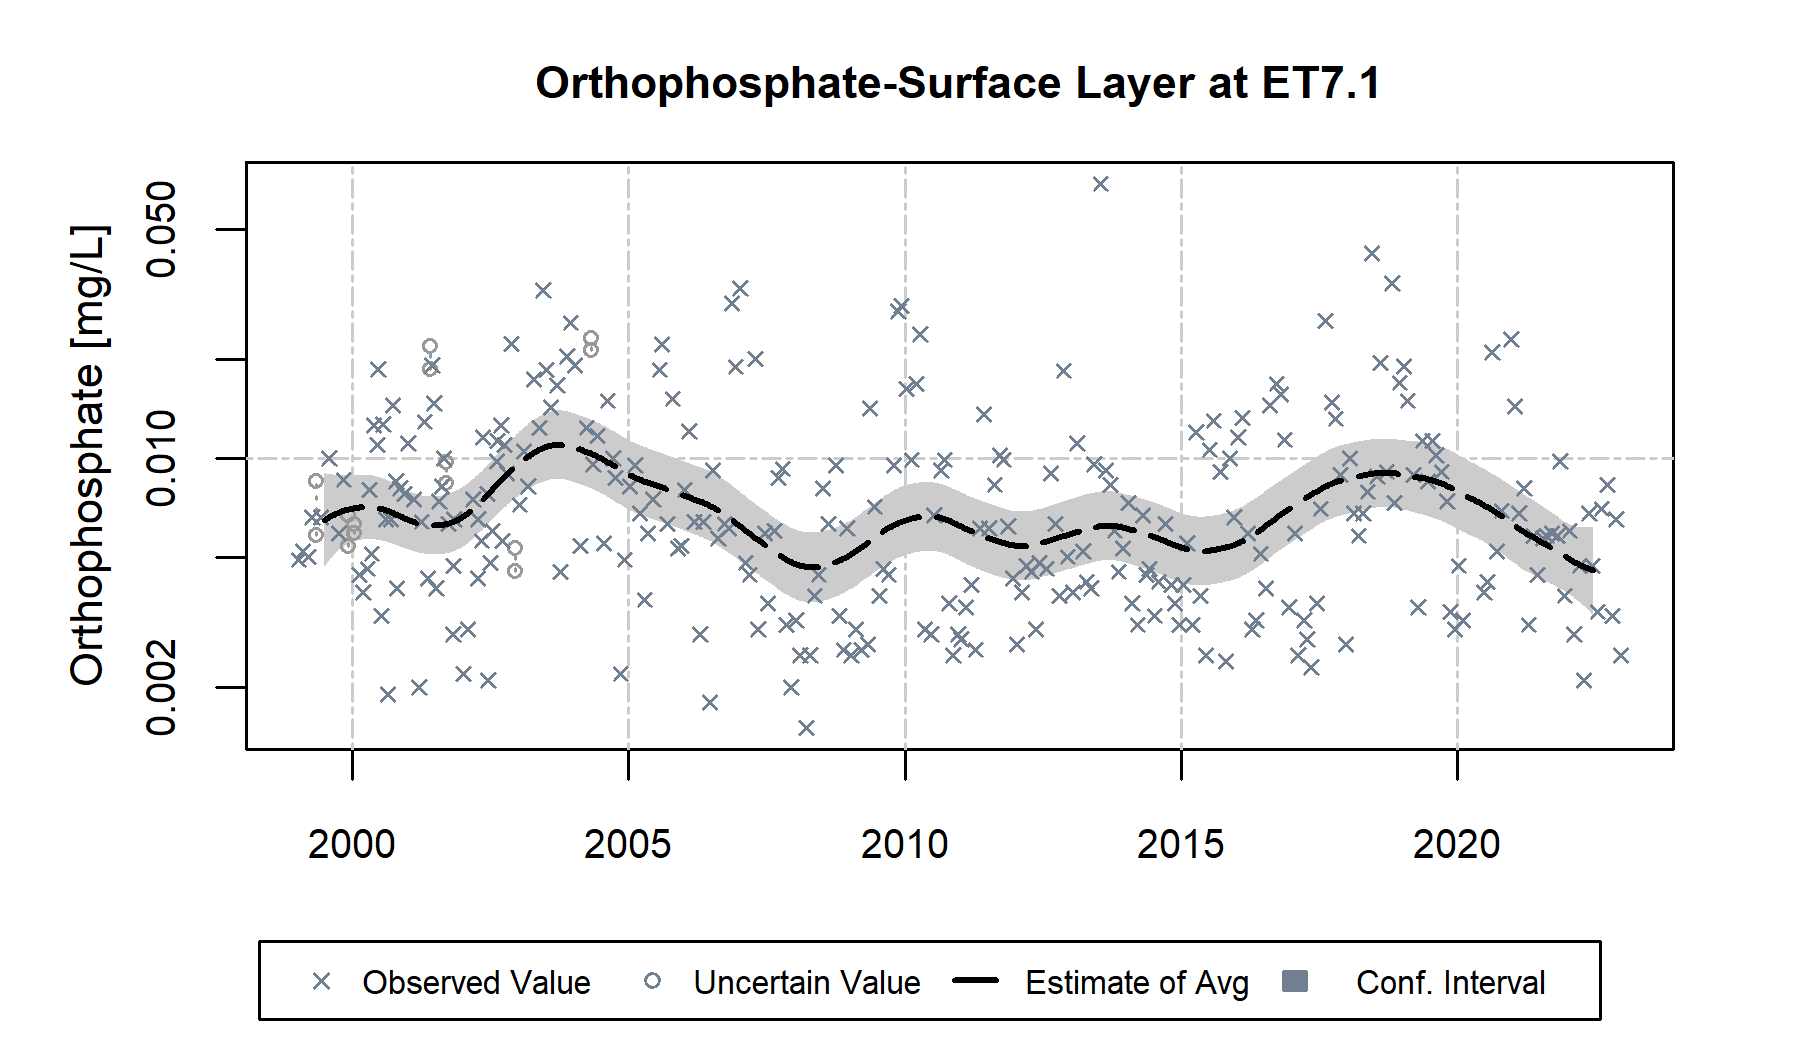 Orthophosphate-Surface Layer at ET7.1
Orthophosphate [mg/L]
0.050
0.010
0.002
2000 2005 2010 2015 2020
Observed Value Uncertain Value Estimate of Avg Conf. Interval